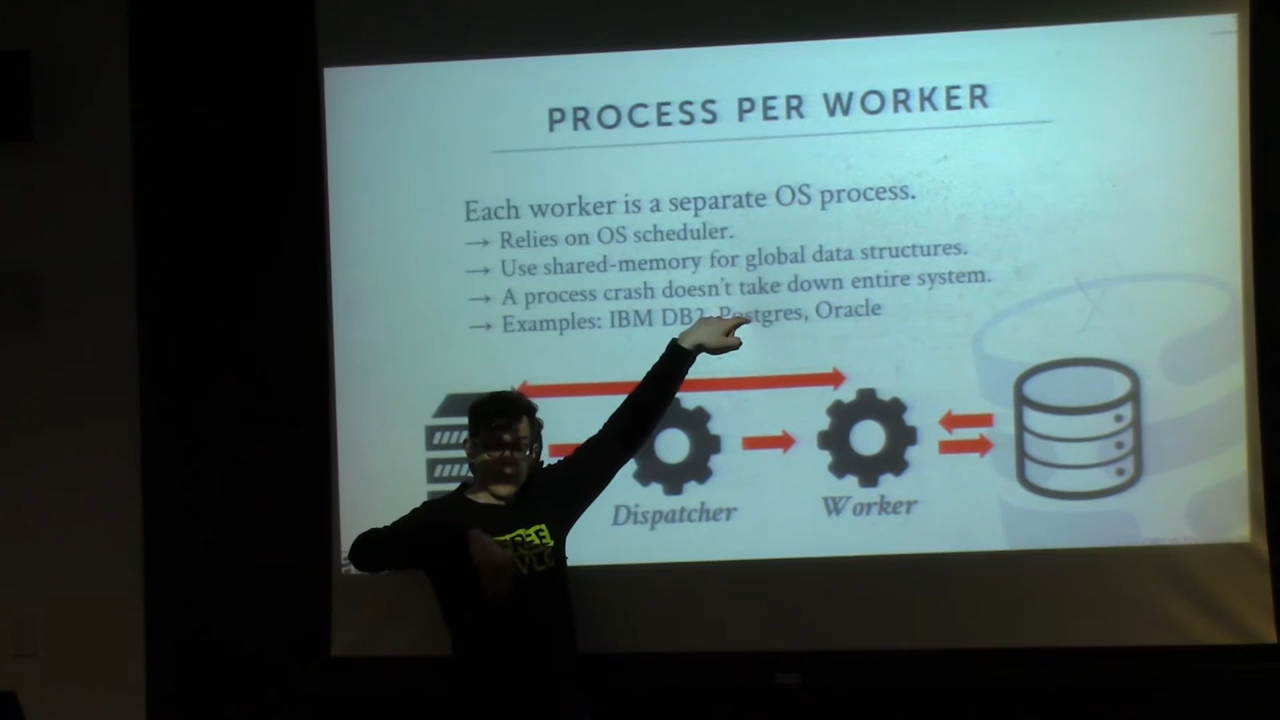 PROCESS PER WORKER
Each worker is a separate OS process.
→ Relies on OS scheduler.
→ Use shared-memory for global data structures.
→ A process crash doesn't take down entire system.
→ Examples: IBM DB2, Postgres, Oracle
Dispatcher
Worker